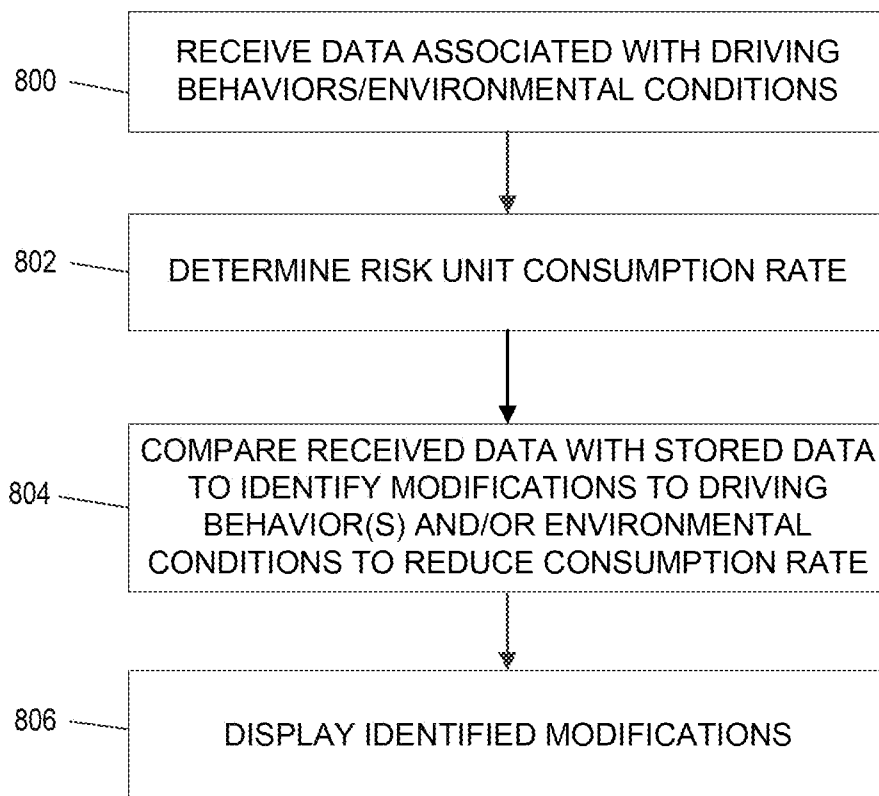 800
RECEIVE DATA ASSOCIATED WITH DRIVING
BEHAVIORS/ENVIRONMENTAL CONDITIONS
802
DETERMINE RISK UNIT CONSUMPTION RATE
804
COMPARE RECEIVED DATA WITH STORED DATA
TO IDENTIFY MODIFICATIONS TO DRIVING
BEHAVIOR(S) AND/OR ENVIRONMENTAL
CONDITIONS TO REDUCE CONSUMPTION RATE
806
DISPLAY IDENTIFIED MODIFICATIONS